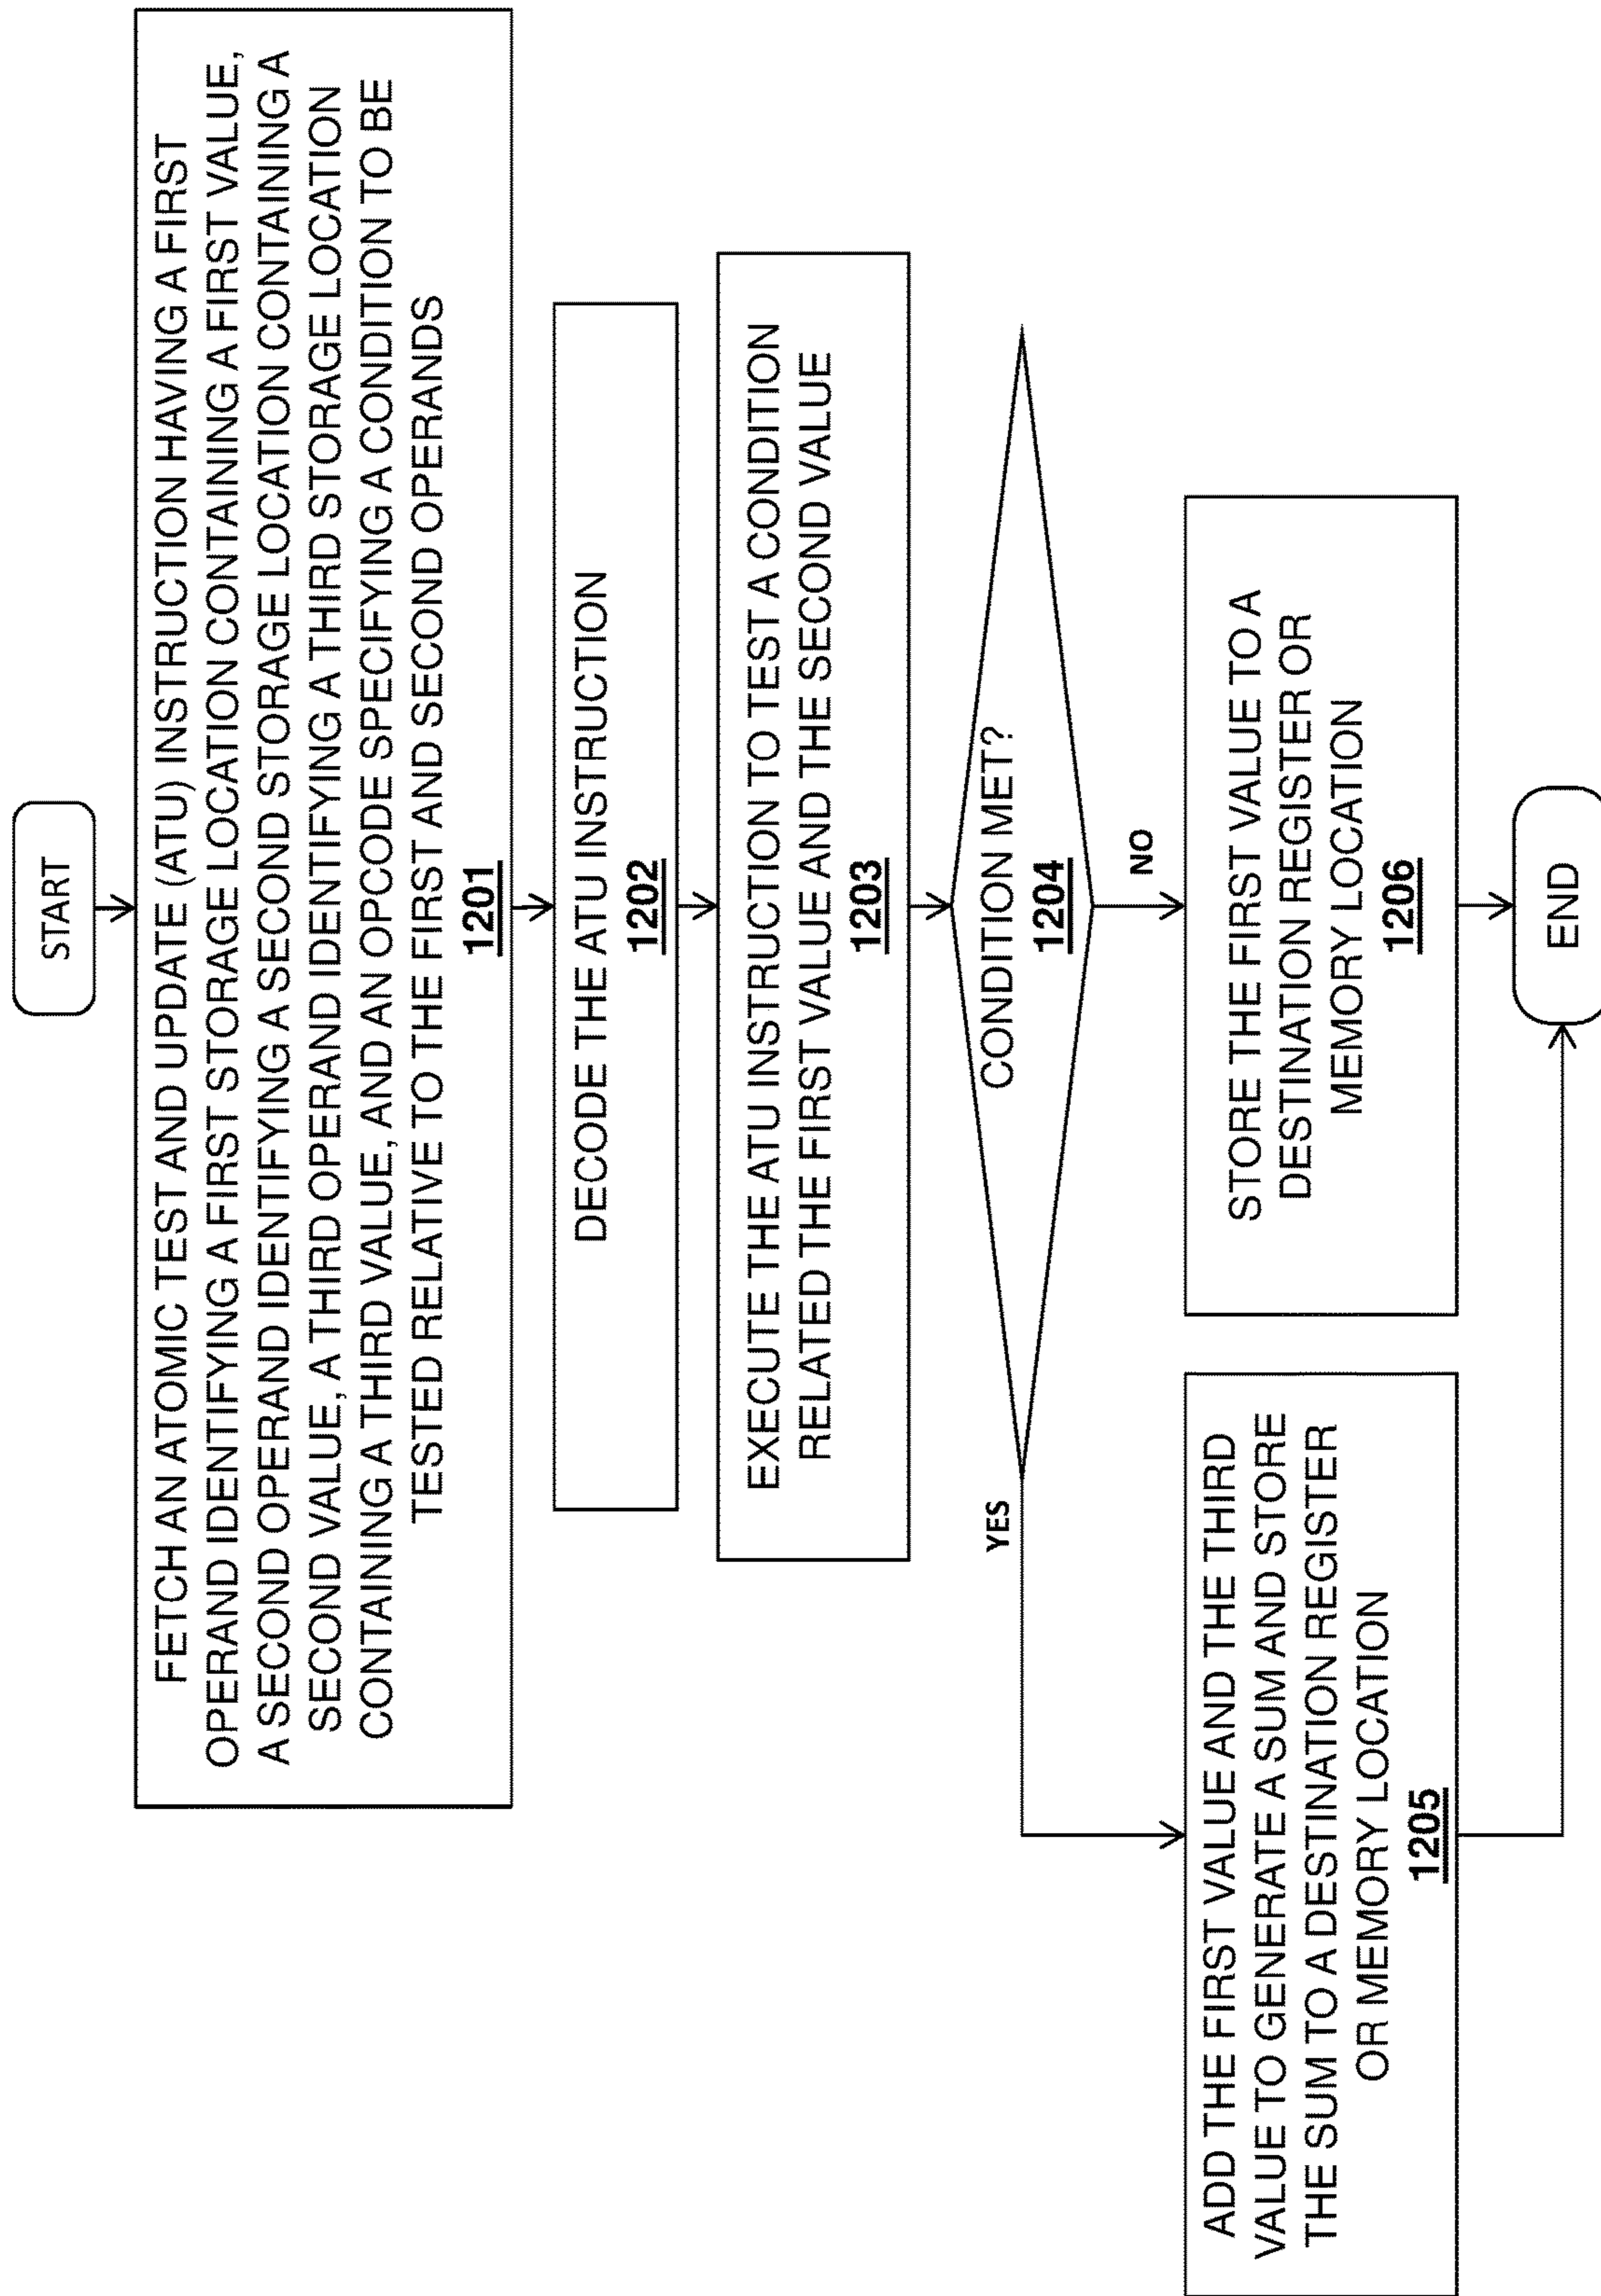 START
FETCH AN ATOMIC TEST AND UPDATE (ATU) INSTRUCTION HAVING A FIRST
OPERAND IDENTIFYING A FIRST STORAGE LOCATION CONTAINING A FIRST VALUE,
A SECOND OPERAND IDENTIFYING A SECOND STORAGE LOCATION CONTAINING A
SECOND VALUE, A THIRD OPERAND IDENTIFYING A THIRD STORAGE LOCATION
CONTAINING A THIRD VALUE, AND AN OPCODE SPECIFYING A CONDITION TO BE
TESTED RELATIVE TO THE FIRST AND SECOND OPERANDS
1201
DECODE THE ATU INSTRUCTION
1202
EXECUTE THE ATU INSTRUCTION TO TEST A CONDITION
RELATED THE FIRST VALUE AND THE SECOND VALUE
1203
CONDITION MET?
1204
YES
NO
ADD THE FIRST VALUE AND THE THIRD
VALUE TO GENERATE A SUM AND STORE
THE SUM TO A DESTINATION REGISTER
OR MEMORY LOCATION
1205
STORE THE FIRST VALUE TO A
DESTINATION REGISTER OR
MEMORY LOCATION
1206
END